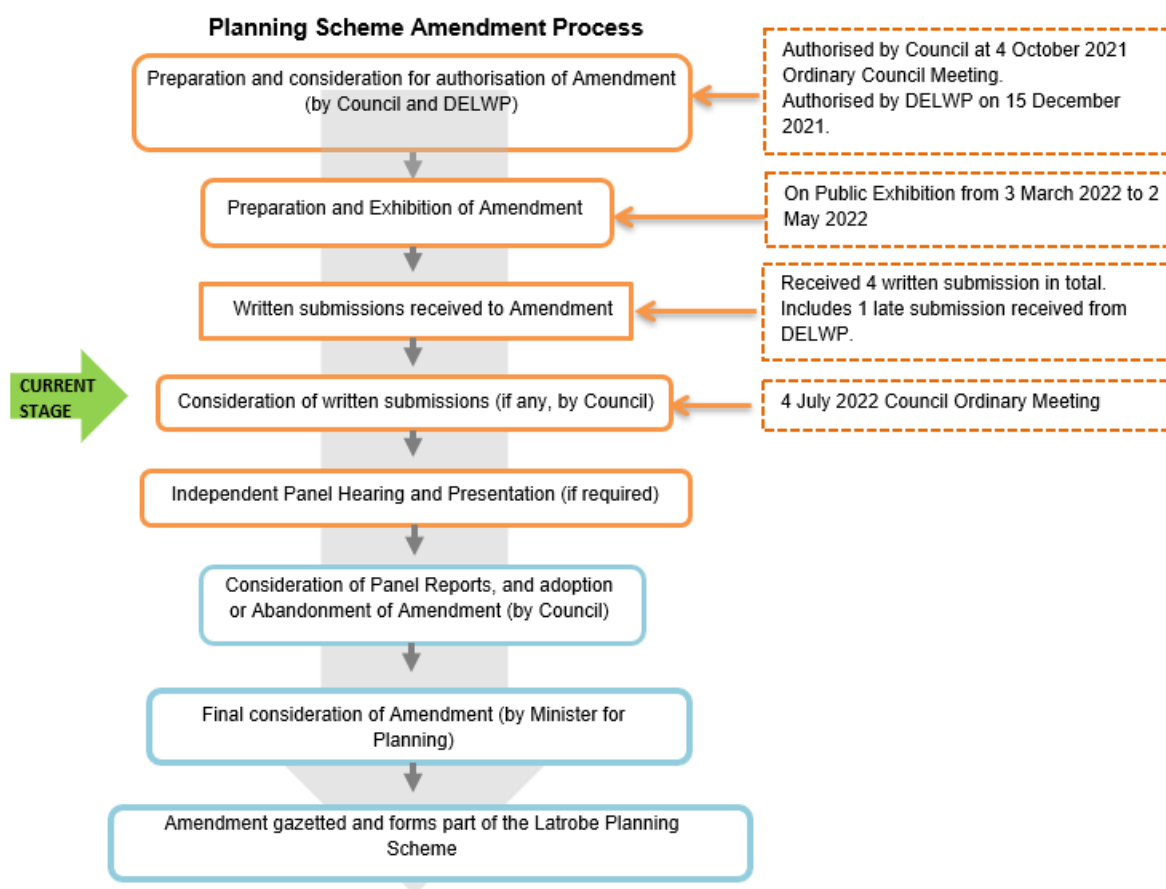 Planning Scheme Amendment Process
Preparation and consideration for authorisation of Amendment
(by Council and DELWP)
Authorised by Council at 4 October 2021
Ordinary Council Meeting.
Authorised by DELWP on 15 December
2021.
Preparation and Exhibition of Amendment
On Public Exhibition from 3 March 2022 to 2
May 2022
Written submissions received to Amendment
Received 4 written submission in total.
Includes 1 late submission received from
DELWP.
CURRENT
STAGE
Consideration of written submissions (if any, by Council)
4 July 2022 Council Ordinary Meeting
Independent Panel Hearing and Presentation (if required)
Consideration of Panel Reports, and adoption
or Abandonment of Amendment (by Council)
Final consideration of Amendment (by Minister for
Planning)
Amendment gazetted and forms part of the Latrobe Planning
Scheme